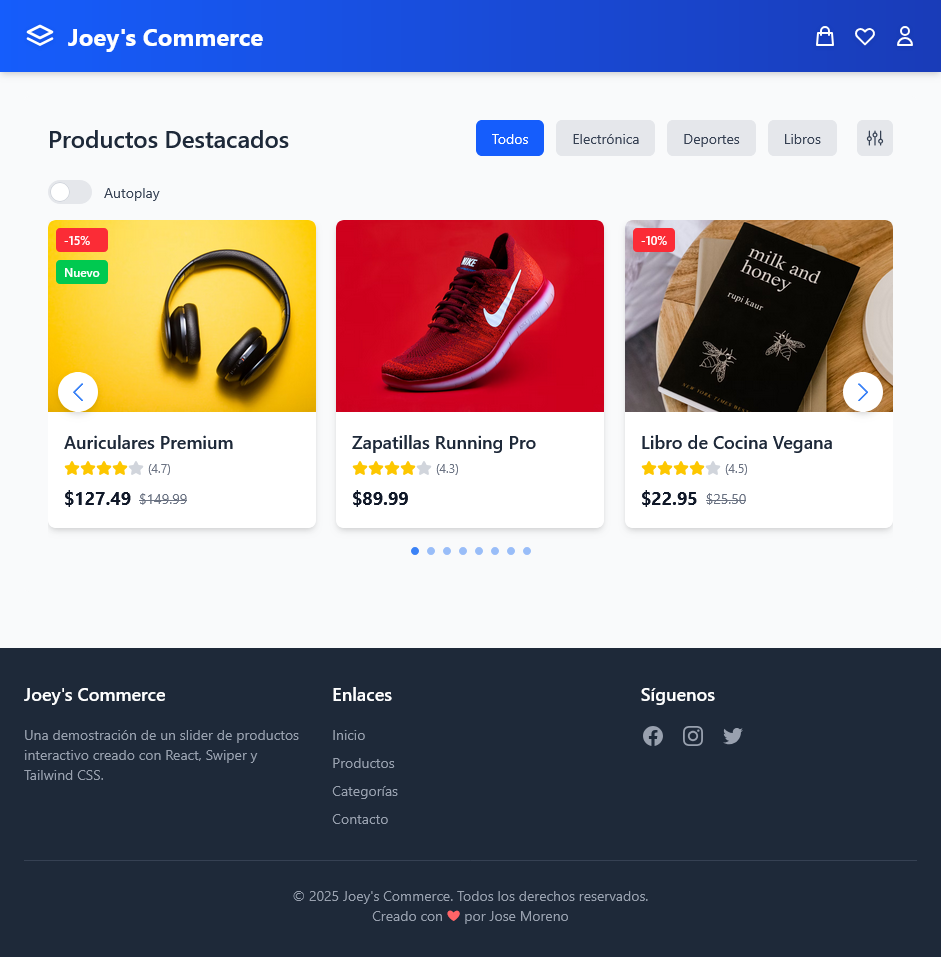 Joey's Commerce
Productos Destacados
Todos
Electrónica
Deportes
Libros
Autoplay
-15%
Nuevo
NIKE
-10%
milk and
honey
rupi kaur
Auriculares Premium
(4.7)
$127.49 $149.99
Zapatillas Running Pro
(4.3)
$89.99
Libro de Cocina Vegana
(4.5)
$22.95 $25.50
Joey's Commerce
Una demostración de un slider de productos
interactivo creado con React, Swiper y
Tailwind CSS.
Enlaces
Inicio
Productos
Categorías
Contacto
Síguenos
© 2025 Joey's Commerce. Todos los derechos reservados.
Creado con ❤ por Jose Moreno